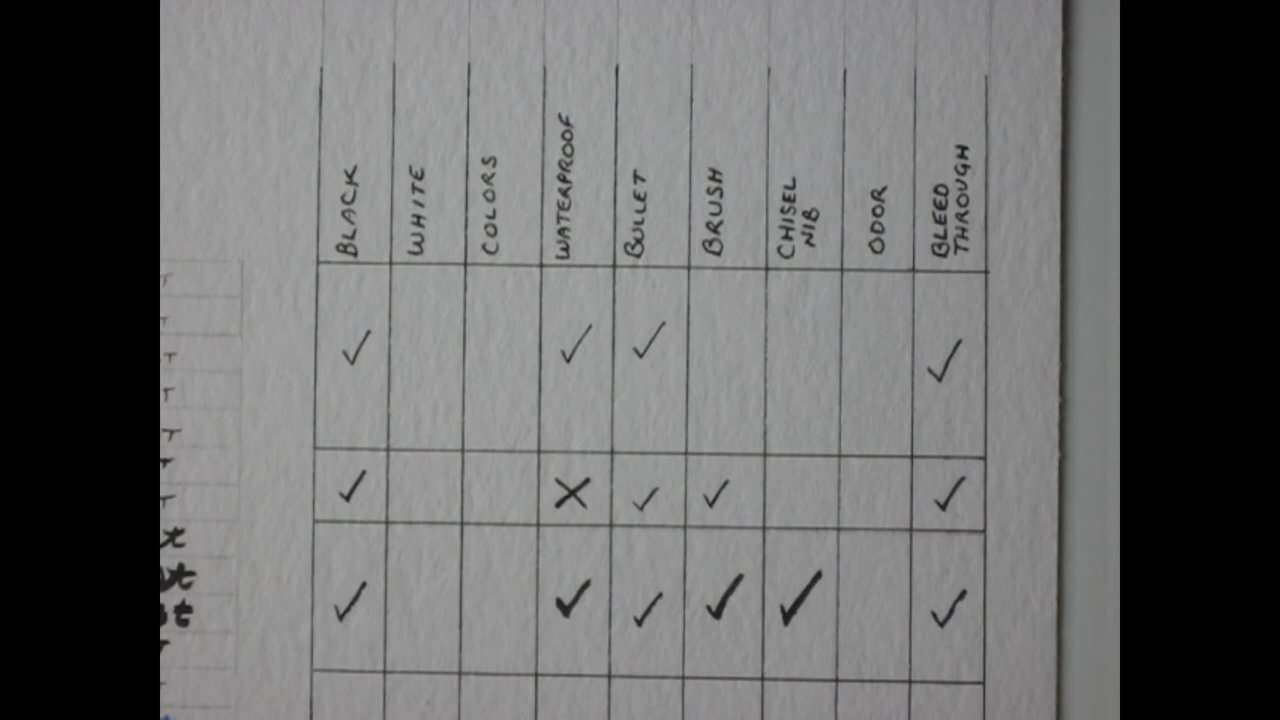 BLACK
WHITE
COLORS
WATERPROOF
BULLET
BRUSH
CHISEL
NIB
ODOR
BLEED
THROUGH
✓ ✓ ✓ ✓
✓ X ✓ ✓ ✓
✓ ✓ ✓ ✓ ✓ ✓